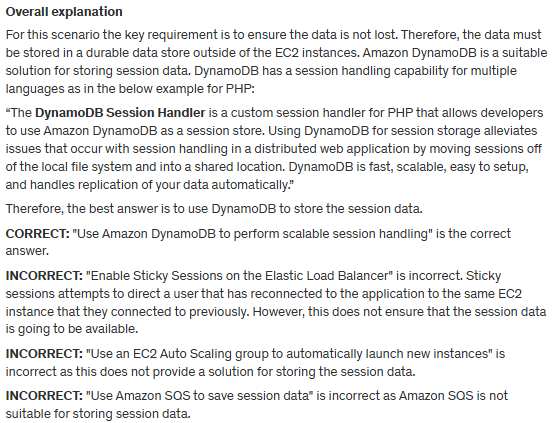 Overall explanation
For this scenario the key requirement is to ensure the data is not lost. Therefore, the data must
be stored in a durable data store outside of the EC2 instances. Amazon DynamoDB is a suitable
solution for storing session data. DynamoDB has a session handling capability for multiple
languages as in the below example for PHP:
“The DynamoDB Session Handler is a custom session handler for PHP that allows developers
to use Amazon DynamoDB as a session store. Using DynamoDB for session storage alleviates
issues that occur with session handling in a distributed web application by moving sessions off
of the local file system and into a shared location. DynamoDB is fast, scalable, easy to setup,
and handles replication of your data automatically.”
Therefore, the best answer is to use DynamoDB to store the session data.
CORRECT: "Use Amazon DynamoDB to perform scalable session handling" is the correct
answer.
INCORRECT: "Enable Sticky Sessions on the Elastic Load Balancer" is incorrect. Sticky
sessions attempts to direct a user that has reconnected to the application to the same EC2
instance that they connected to previously. However, this does not ensure that the session data
is going to be available.
INCORRECT: "Use an EC2 Auto Scaling group to automatically launch new instances" is
incorrect as this does not provide a solution for storing the session data.
INCORRECT: "Use Amazon SQS to save session data" is incorrect as Amazon SQS is not
suitable for storing session data.